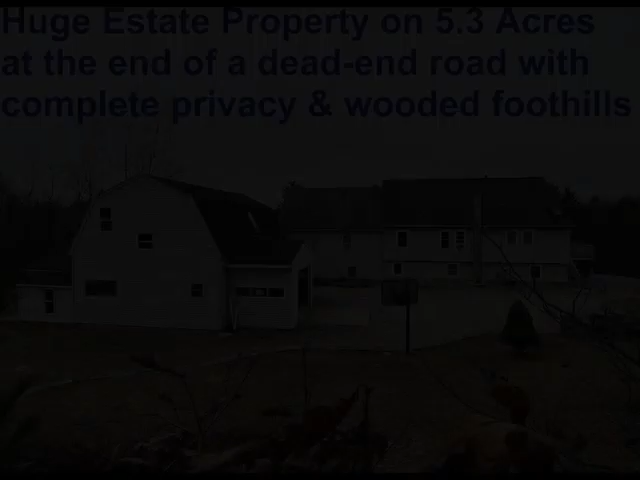 Huge Estate Property on 5.3 Acres
at the end of a dead-end road with
complete privacy & wooded foothills